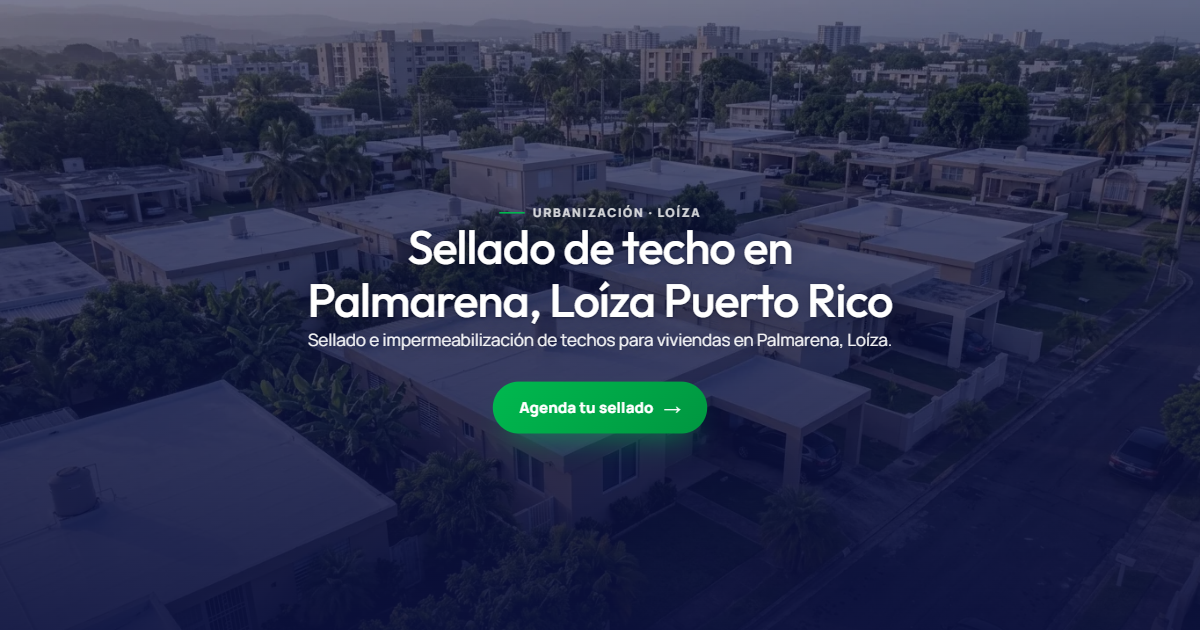 URBANIZACIÓN · LOÍZA
Sellado de techo en
Palmarena, Loíza Puerto Rico
Sellado e impermeabilización de techos para viviendas en Palmarena, Loíza.
Agenda tu sellado →